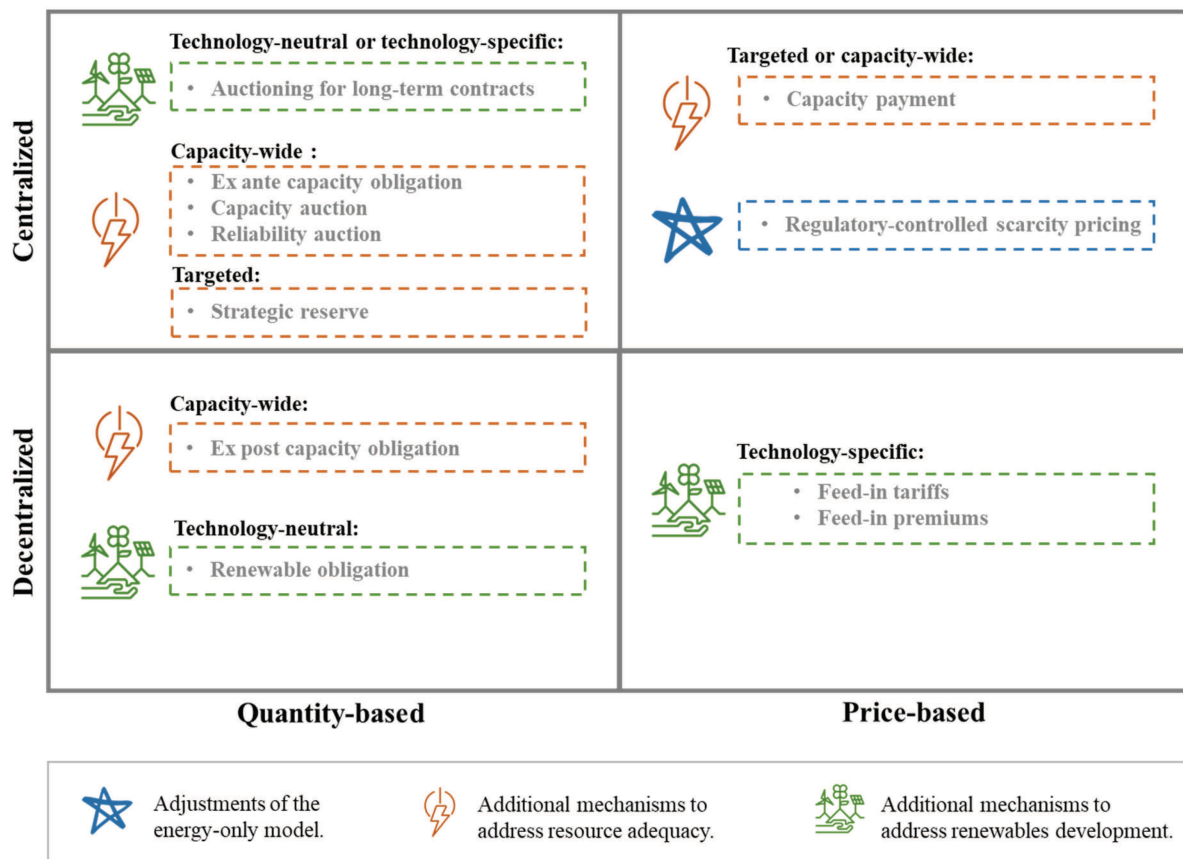 Centralized
Technology-neutral or technology-specific:
• Auctioning for long-term contracts
Capacity-wide :
• Ex ante capacity obligation
• Capacity auction
• Reliability auction
Targeted:
• Strategic reserve
Targeted or capacity-wide:
• Capacity payment
• Regulatory-controlled scarcity pricing
Decentralized
Capacity-wide:
• Ex post capacity obligation
Technology-neutral:
• Renewable obligation
Technology-specific:
• Feed-in tariffs
• Feed-in premiums
Quantity-based
Price-based
Adjustments of the
energy-only model.
Additional mechanisms to
address resource adequacy.
Additional mechanisms to
address renewables development.